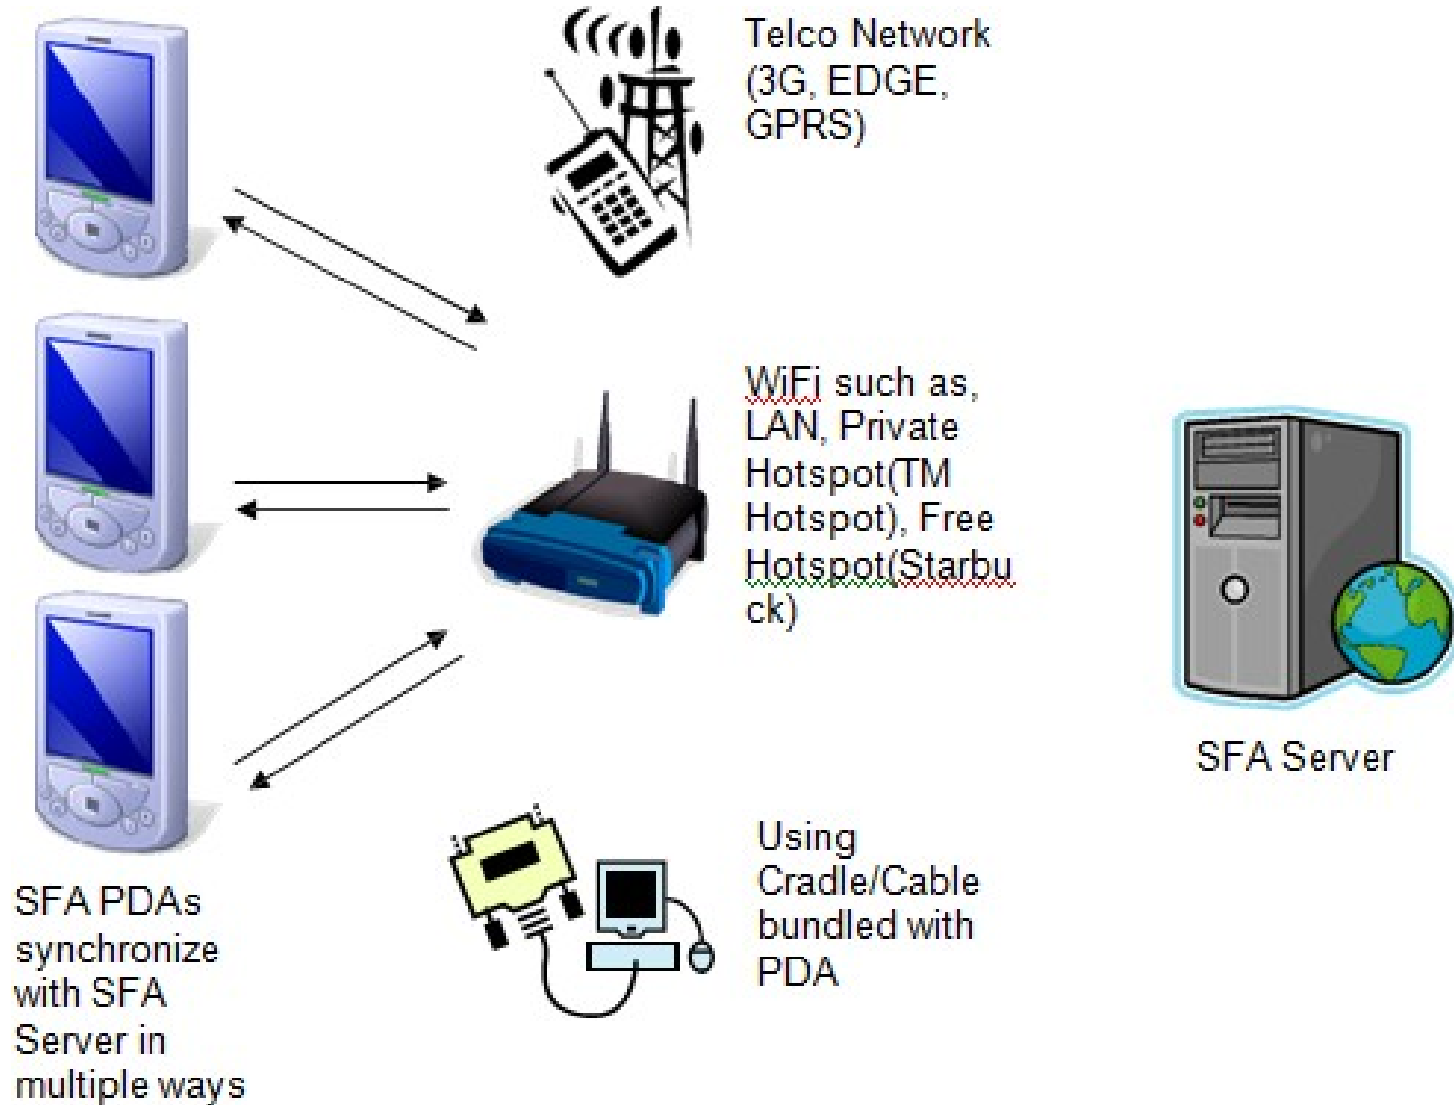 Telco Network
(3G, EDGE,
GPRS)
WiFi such as,
LAN, Private
Hotspot(TM
Hotspot), Free
Hotspot(Starbu
ck)
SFA Server
Using
Cradle/Cable
bundled with
PDA
SFA PDAs
synchronize
with SFA
Server in
multiple ways